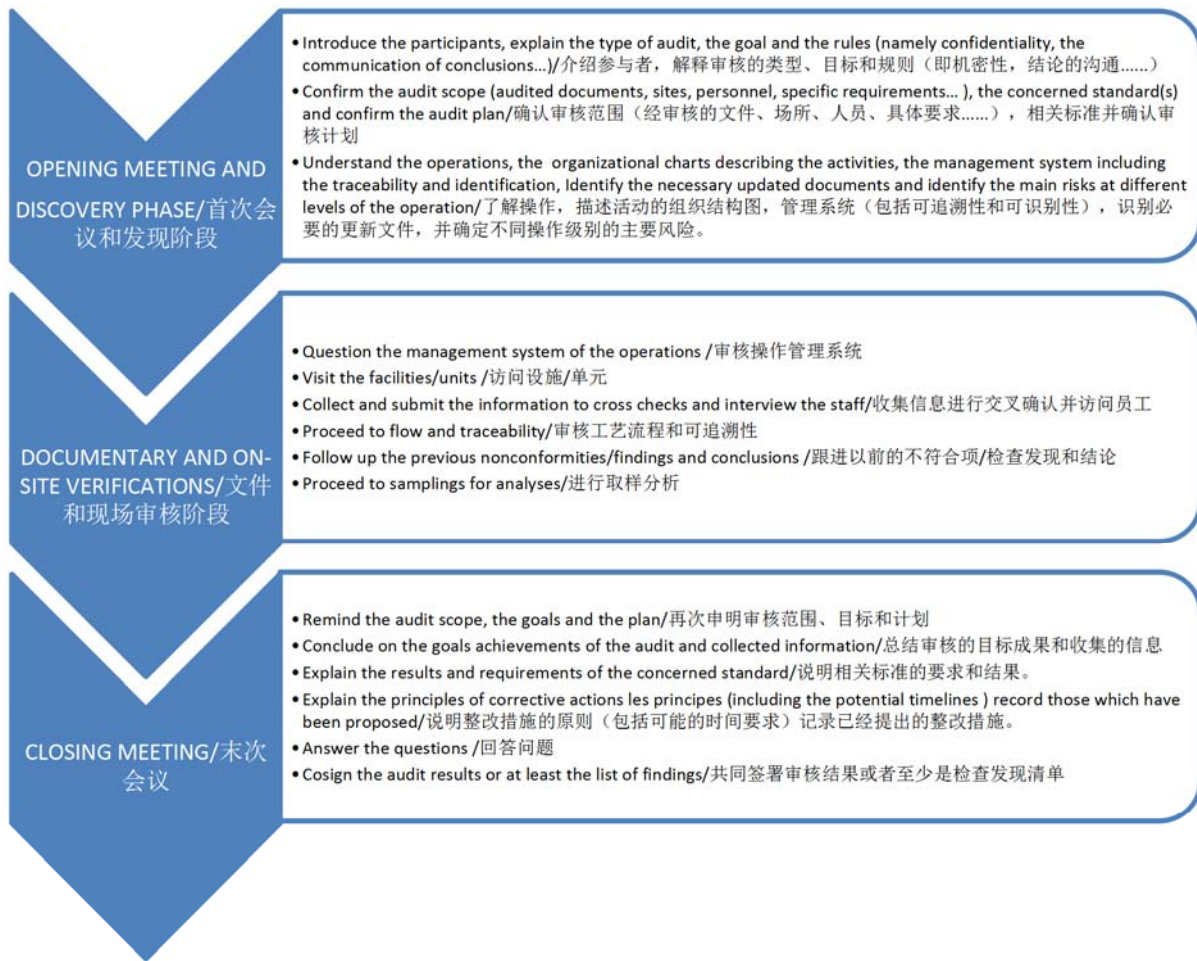 OPENING MEETING AND
DISCOVERY PHASE/首次会
议和发现阶段
• Introduce the participants, explain the type of audit, the goal and the rules (namely confidentiality, the
communication of conclusions…)/介绍参与者，解释审核的类型、目标和规则（即机密性，结论的沟通……）
• Confirm the audit scope (audited documents, sites, personnel, specific requirements… ), the concerned standard(s)
and confirm the audit plan/确认审核范围（经审核的文件、场所、人员、具体要求……），相关标准并确认审
核计划
• Understand the operations, the  organizational charts describing the activities, the management system including
the traceability and identification, Identify the necessary updated documents and identify the main risks at different
levels of the operation/了解操作，描述活动的组织结构图，管理系统（包括可追溯性和可识别性），识别必
要的更新文件，并确定不同操作级别的主要风险。
DOCUMENTARY AND ON-
SITE VERIFICATIONS/文件
和现场审核阶段
• Question the management system of the operations /审核操作管理系统
• Visit the facilities/units /访问设施/单元
• Collect and submit the information to cross checks and interview the staff/收集信息进行交叉确认并访问员工
• Proceed to flow and traceability/审核工艺流程和可追溯性
• Follow up the previous nonconformities/findings and conclusions /跟进以前的不符合项/检查发现和结论
• Proceed to samplings for analyses/进行取样分析
CLOSING MEETING/末次
会议
• Remind the audit scope, the goals and the plan/再次申明审核范围、目标和计划
• Conclude on the goals achievements of the audit and collected information/总结审核的目标成果和收集的信息
• Explain the results and requirements of the concerned standard/说明相关标准的要求和结果。
• Explain the principles of corrective actions les principes (including the potential timelines ) record those which have
been proposed/说明整改措施的原则（包括可能的时间要求）记录已经提出的整改措施。
• Answer the questions /回答问题
• Cosign the audit results or at least the list of findings/共同签署审核结果或者至少是检查发现清单